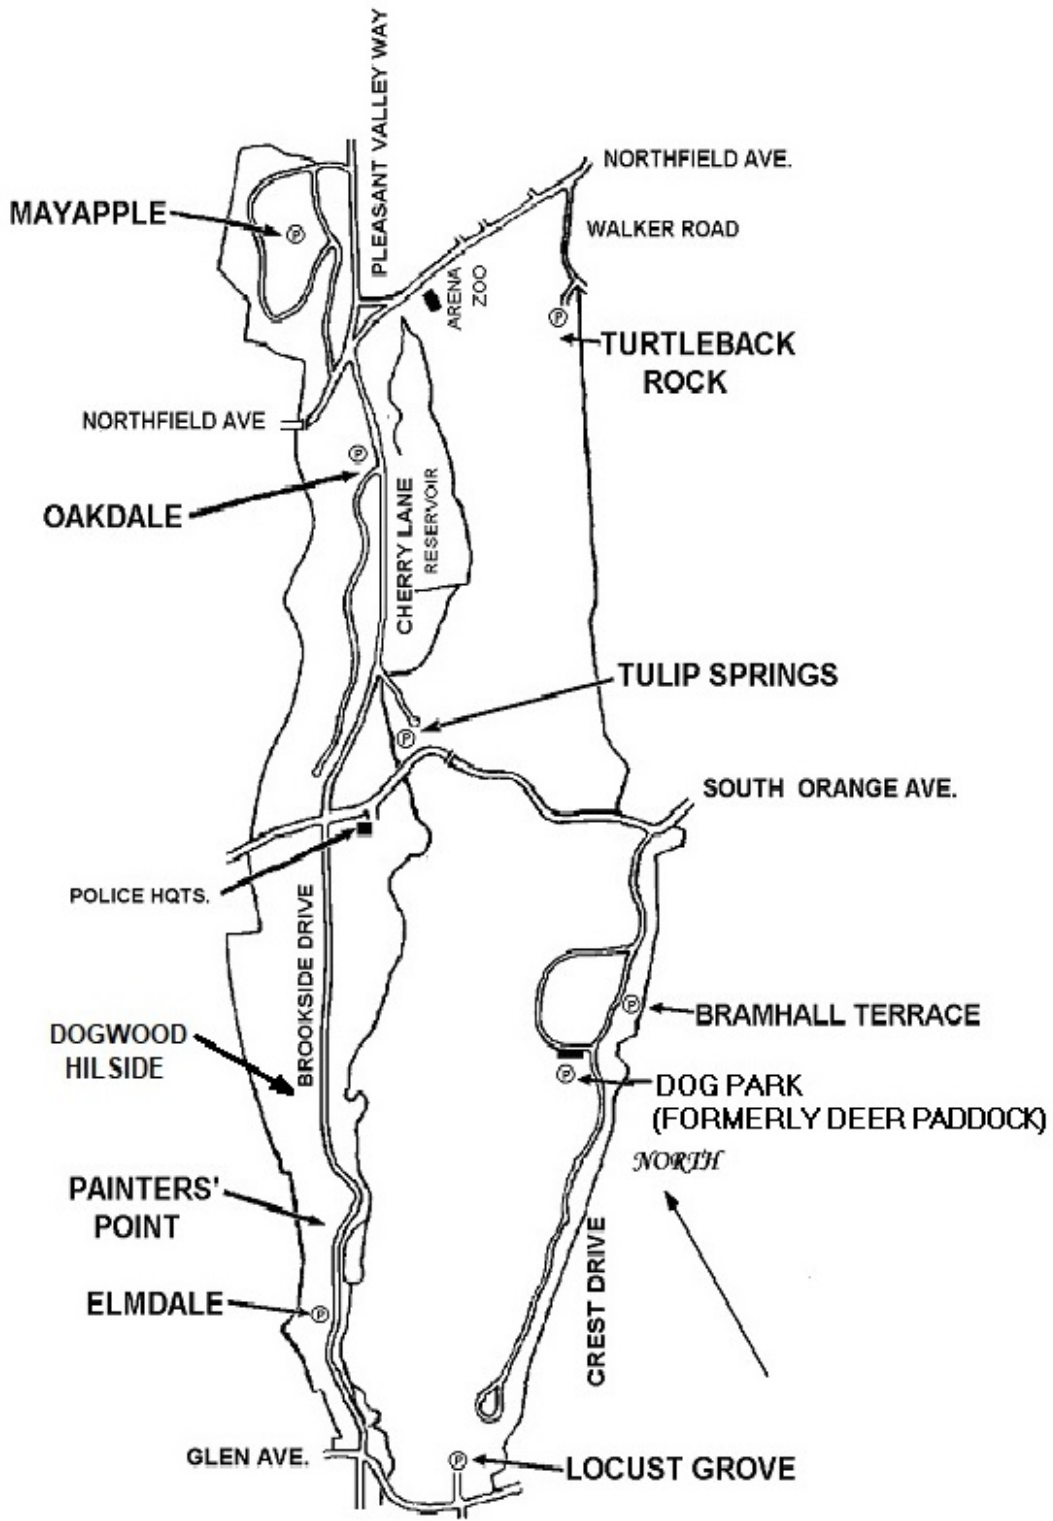 PLEASANT VALLEY WAY
NORTHFIELD AVE.
MAYAPPLE
P
WALKER ROAD
ARENA
ZOO
P
TURTLEBACK
ROCK
NORTHFIELD AVE
P
OAKDALE
CHERRY LANE
RESERVOIR
TULIP SPRINGS
P
SOUTH ORANGE AVE.
POLICE HQTS.
BROOKSIDE DRIVE
P
BRAMHALL TERRACE
DOGWOOD
HILSIDE
P
DOG PARK
(FORMERLY DEER PADDOCK)
NORTH
PAINTERS'
POINT
CREST DRIVE
ELMDALE
P
GLEN AVE.
P
LOCUST GROVE